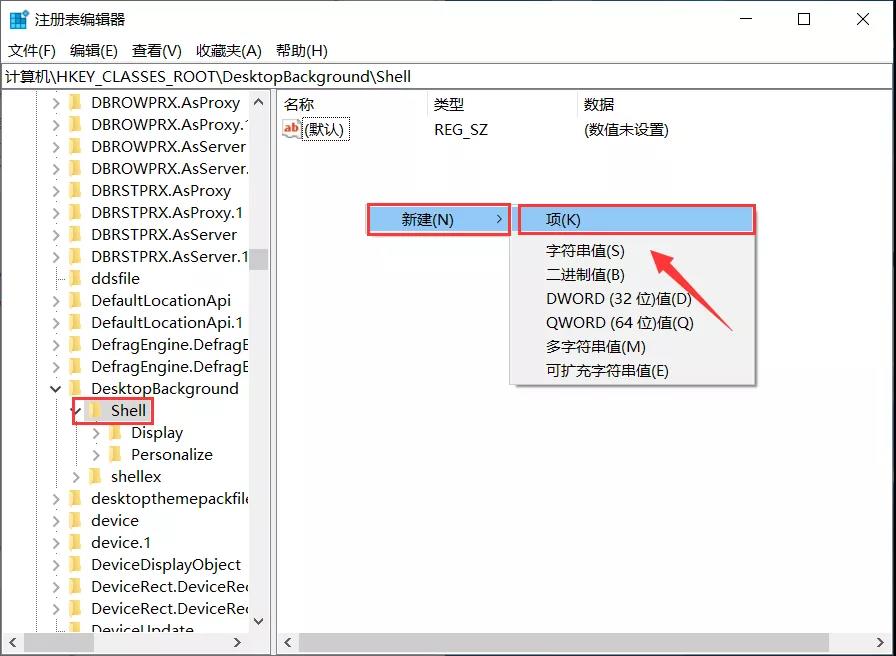 注册表编辑器
文件(F) 编辑(E) 查看(V) 收藏夹(A) 帮助(H)
计算机\HKEY_CLASSES_ROOT\DesktopBackground\Shell
DBROWPRX.AsProxy
DBROWPRX.AsProxy.1
DBROWPRX.AsServer
DBROWPRX.AsServer.
DBRSTPRX.AsProxy
DBRSTPRX.AsProxy.1
DBRSTPRX.AsServer
DBRSTPRX.AsServer.1
ddsfile
DefaultLocationApi
DefaultLocationApi.1
DefragEngine.DefragE
DefragEngine.DefragE
DesktopBackground
Shell
Display
Personalize
shellex
desktopthemepackfile
device
device.1
DeviceDisplayObject
DeviceRect.DeviceRec
DeviceRect.DeviceRec
DeviceUpdate
名称 类型 数据
ab (默认) REG_SZ (数值未设置)
新建(N)
项(K)
字符串值(S)
二进制值(B)
DWORD (32 位)值(D)
QWORD (64 位)值(Q)
多字符串值(M)
可扩充字符串值(E)